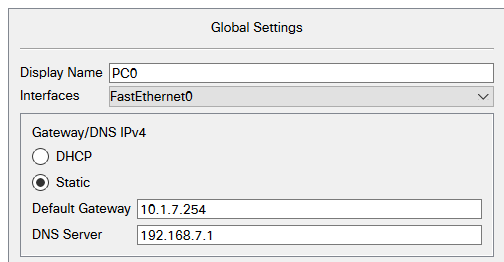 Global Settings
Display Name PC0
Interfaces FastEthernet0
Gateway/DNS IPv4
DHCP
Static
Default Gateway 10.1.7.254
DNS Server 192.168.7.1